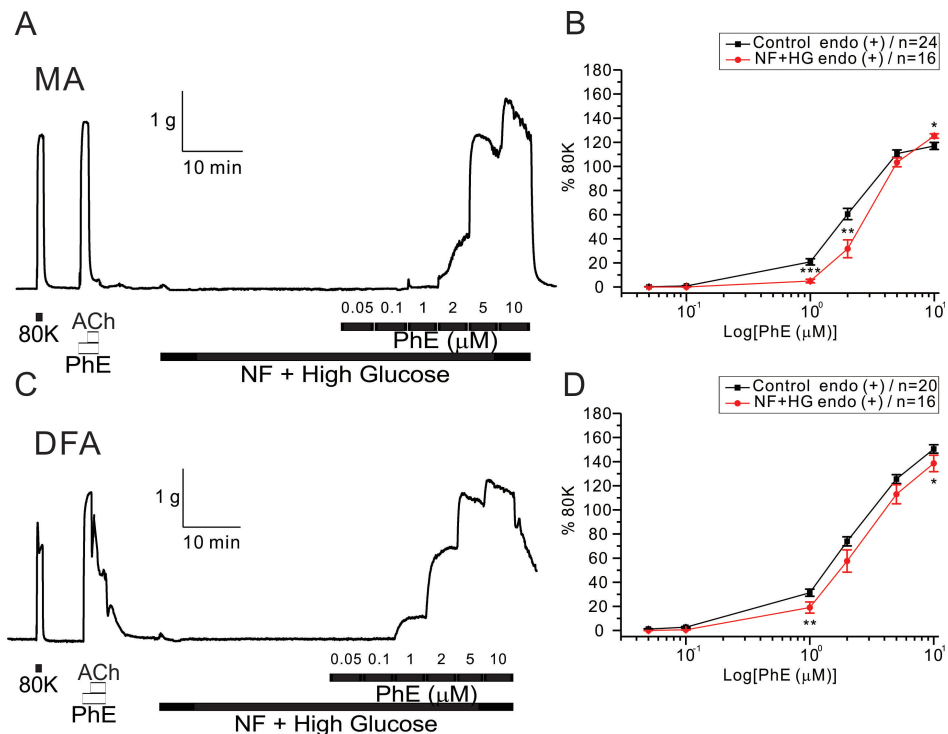 A
MA
1 g
10 min
80K
ACh
PhE
0.05 0.1 1 2 5 10
PhE (μM)
NF + High Glucose
B
Control endo (+) / n=24
NF+HG endo (+) / n=16
180
160
140
120
100
80
60
40
20
0
% 80K
***
**
*
10⁻¹ 10⁰ 10¹
Log[PhE (μM)]
C
DFA
1 g
10 min
80K
ACh
PhE
0.05 0.1 1 2 5 10
PhE (μM)
NF + High Glucose
D
Control endo (+) / n=20
NF+HG endo (+) / n=16
180
160
140
120
100
80
60
40
20
0
% 80K
**
*
10⁻¹ 10⁰ 10¹
Log[PhE (μM)]